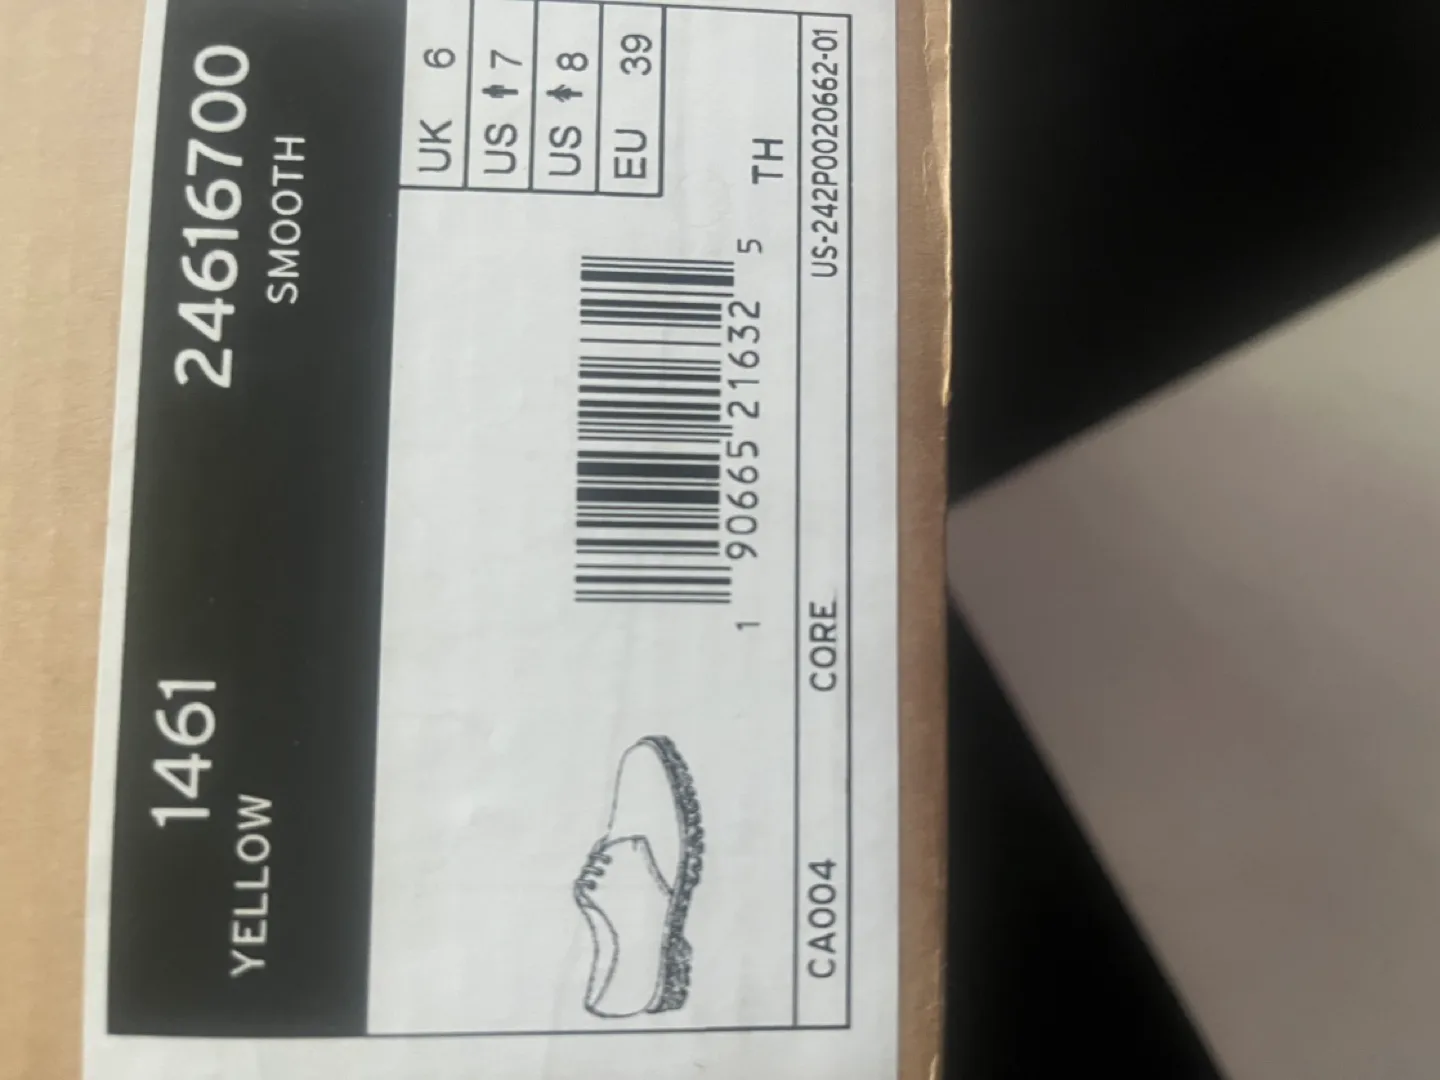 1461 24616700
YELLOW SMOOTH
UK 6
US 7
US 8
EU 39
1 90665 21632 5
TH
CA004 CORE US-242P0020662-01